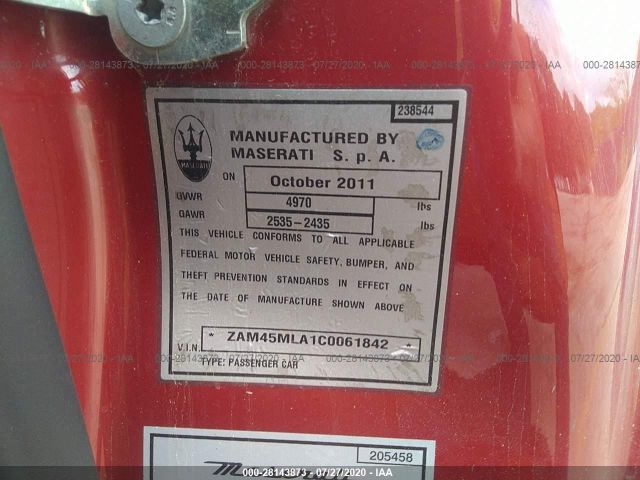 000-28143873 - 07/27/2020 - IAA
238544
MASERATI
MANUFACTURED BY
MASERATI S. p. A.
ON October 2011
GVWR 4970 lbs
GAWR 2535-2435 lbs
THIS VEHICLE CONFORMS TO ALL APPLICABLE
FEDERAL MOTOR VEHICLE SAFETY, BUMPER, AND
THEFT PREVENTION STANDARDS IN EFFECT ON
THE DATE OF MANUFACTURE SHOWN ABOVE
V.I.N. * ZAM45MLA1C0061842 *
TYPE: PASSENGER CAR
205458
000-28143873 - 07/27/2020 - IAA